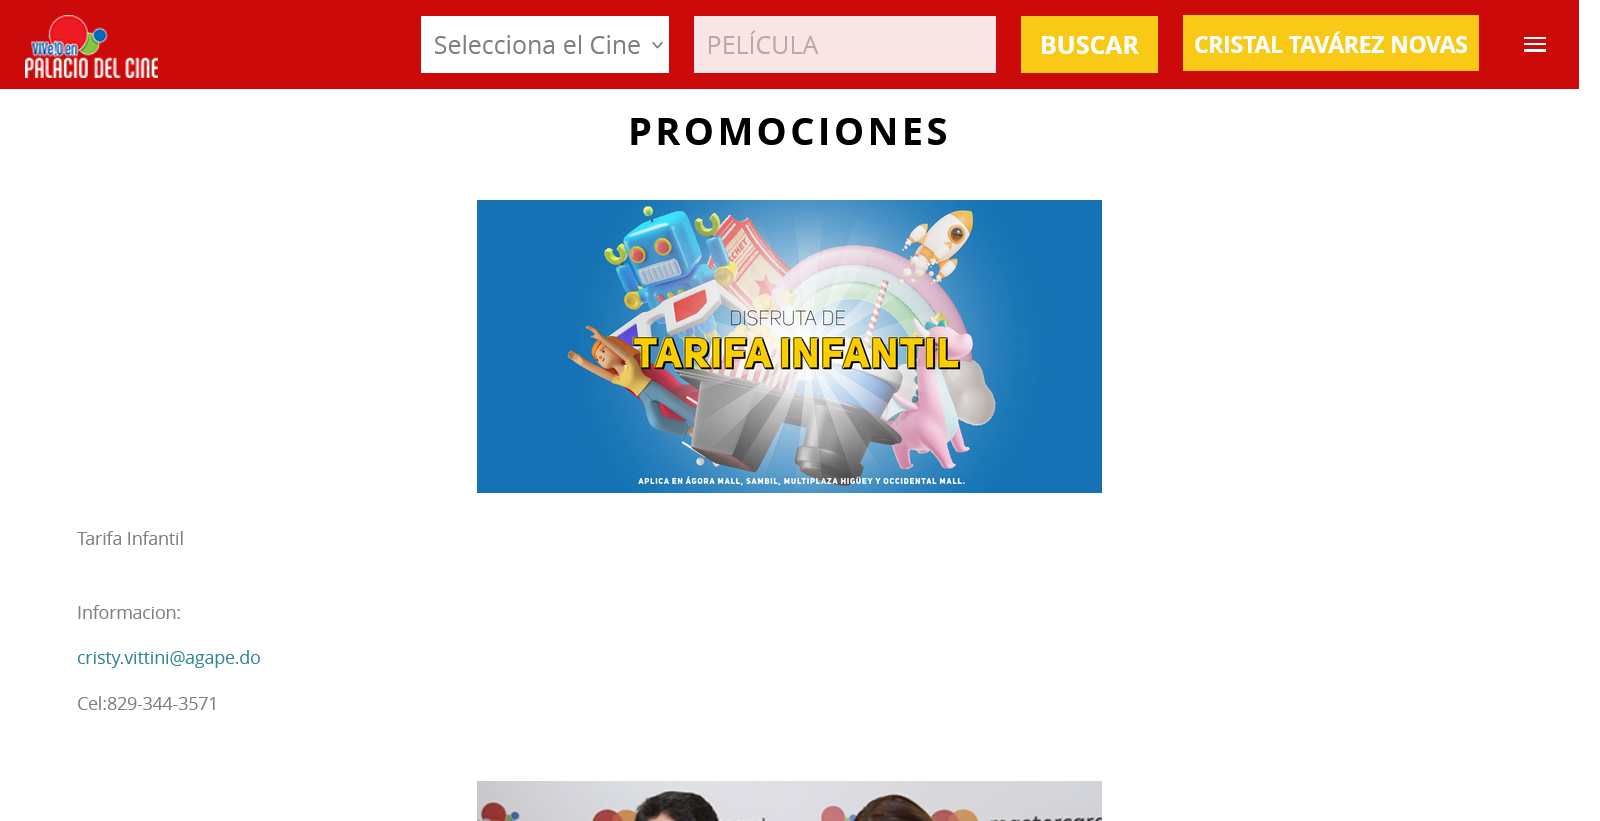 VIVELO en
PALACIO DEL CINE
Selecciona el Cine
PELÍCULA
BUSCAR
CRISTAL TAVÁREZ NOVAS
PROMOCIONES
TICKET
DISFRUTA DE
TARIFA INFANTIL
APLICA EN ÁGORA MALL, SAMBIL, MULTIPLAZA HIGÜEY Y OCCIDENTAL MALL.
Tarifa Infantil
Informacion:
cristy.vittini@agape.do
Cel:829-344-3571